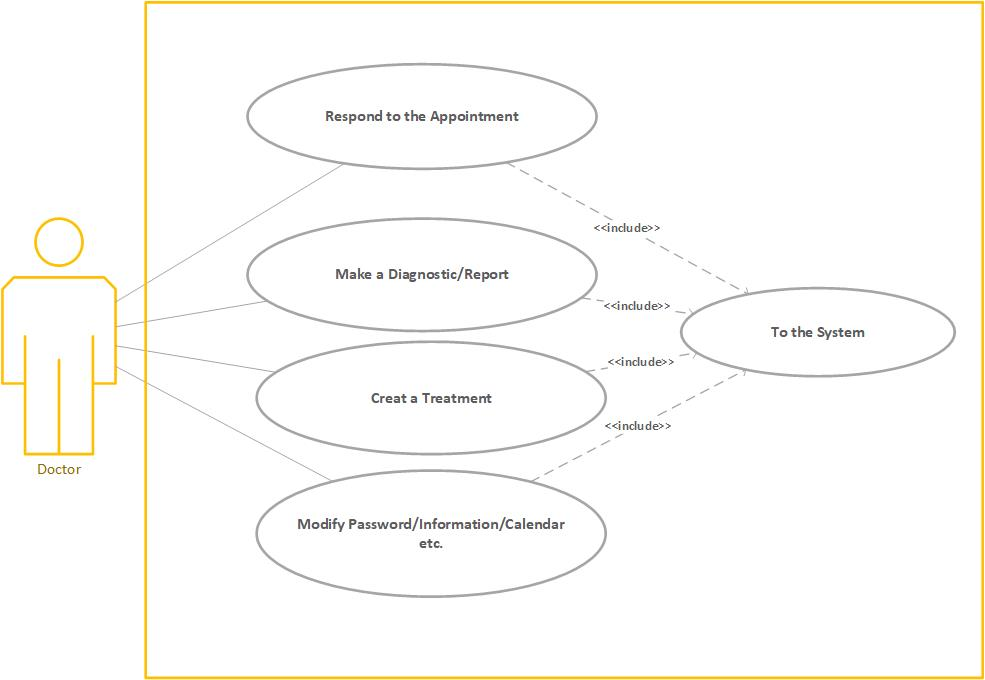 Respond to the Appointment
<<include>>
Make a Diagnostic/Report
<<include>>
To the System
<<include>>
Creat a Treatment
<<include>>
Doctor
Modify Password/Information/Calendar
etc.